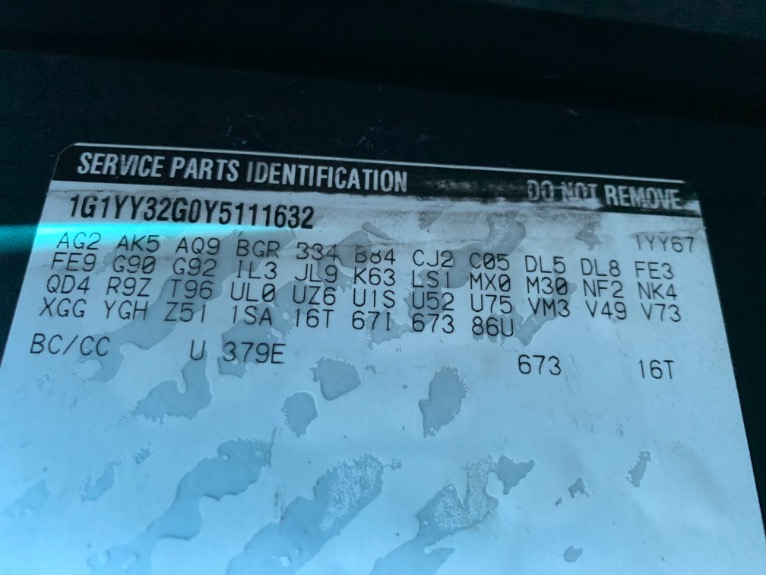 SERVICE PARTS IDENTIFICATION DO NOT REMOVE
1G1YY32G0Y5111632 1YY67
AG2 AK5 AQ9 BGR B34 B84 CJ2 C05 DL5 DL8 FE3
FE9 G90 G92 IL3 JL9 K63 LS1 MX0 M30 NF2 NK4
QD4 R9Z T96 UL0 UZ6 U1S U52 U75 VM3 V49 V73
XGG YGH Z51 1SA 16T 67I 673 86U
BC/CC U 379E 673 16T